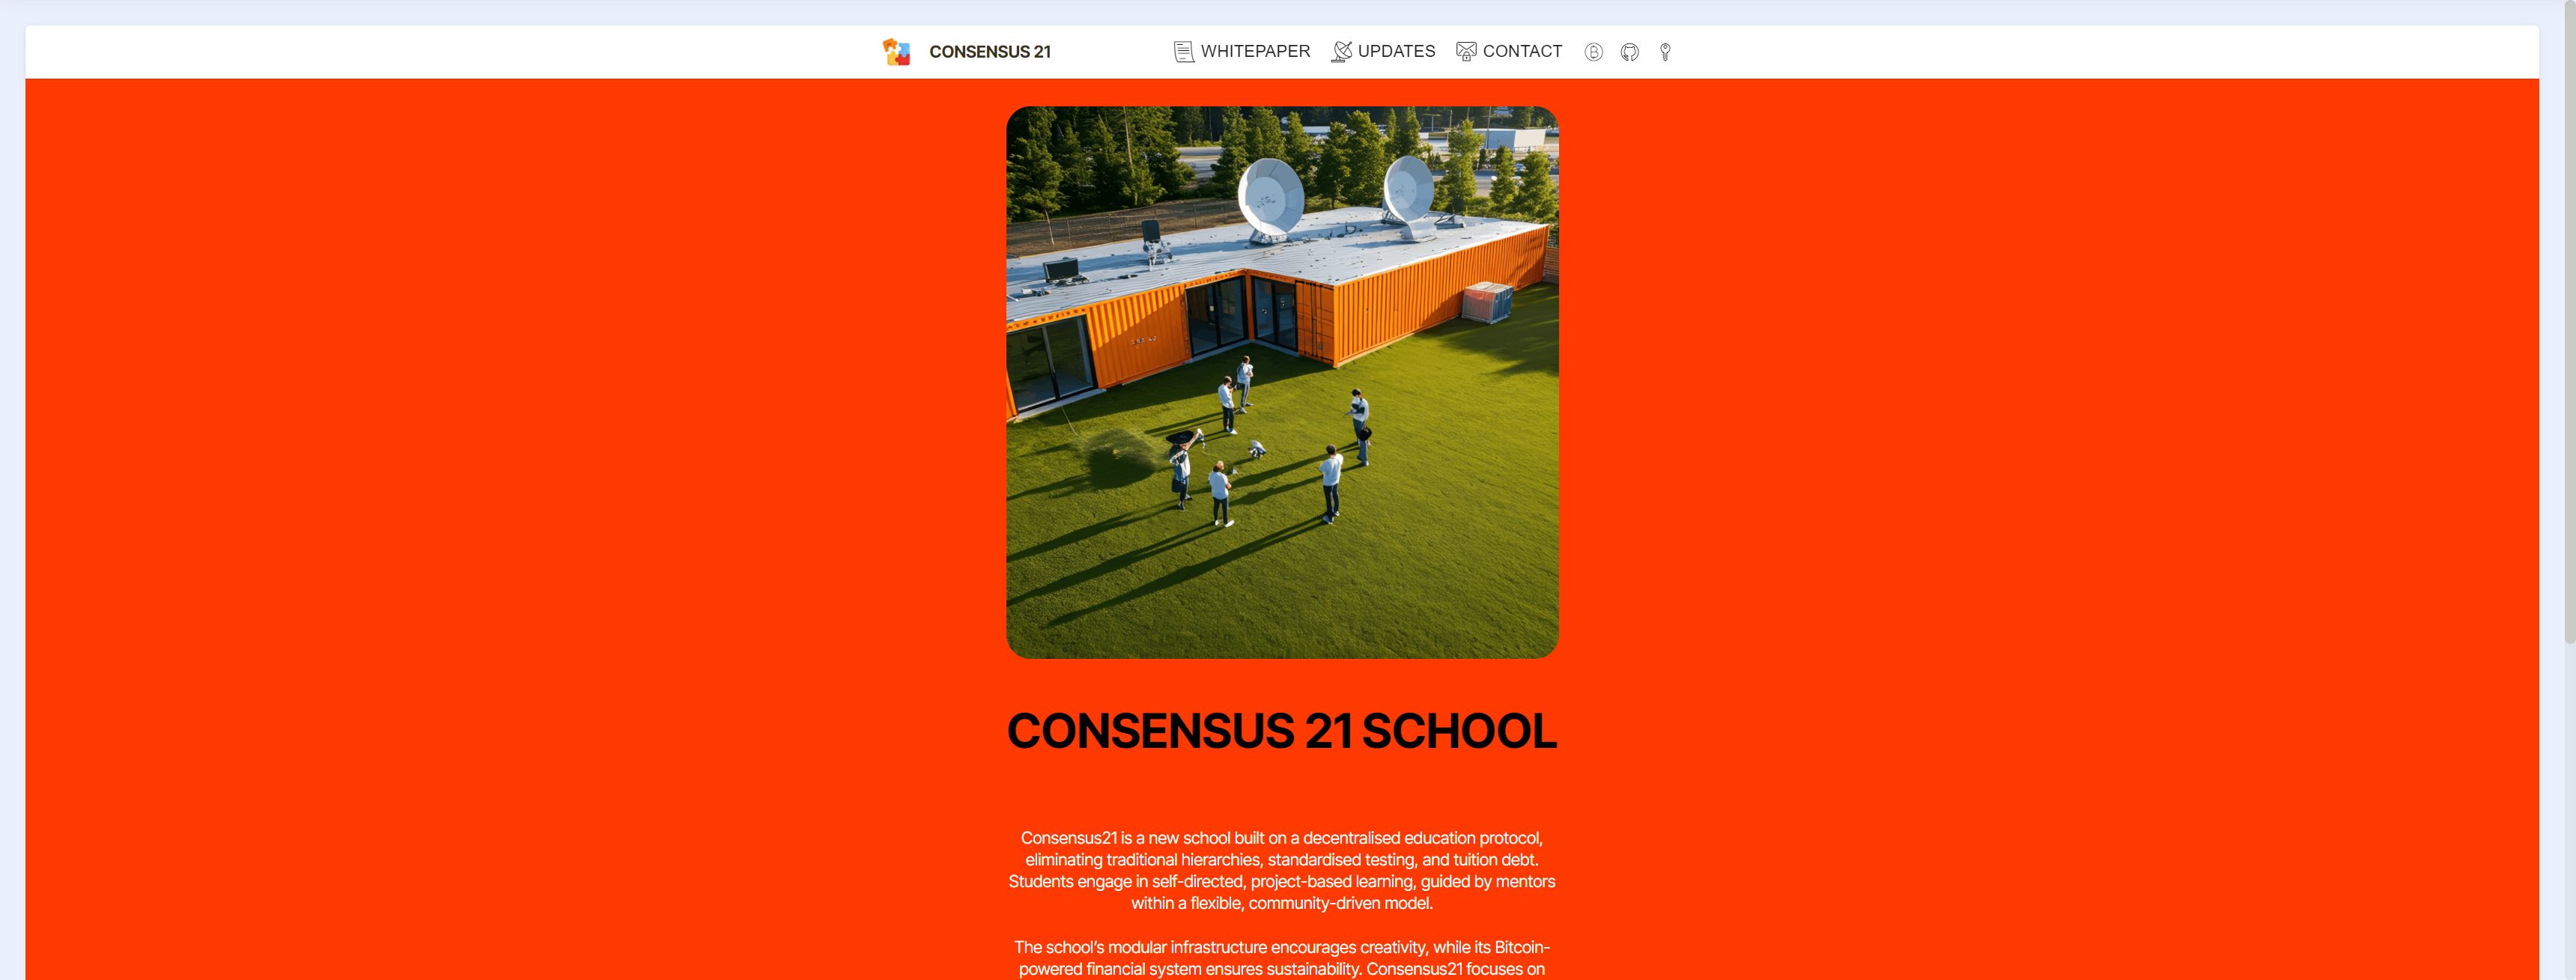 CONSENSUS 21
WHITEPAPER
UPDATES
CONTACT
CONSENSUS 21 SCHOOL
Consensus21 is a new school built on a decentralised education protocol,
eliminating traditional hierarchies, standardised testing, and tuition debt.
Students engage in self-directed, project-based learning, guided by mentors
within a flexible, community-driven model.
The school’s modular infrastructure encourages creativity, while its Bitcoin-
powered financial system ensures sustainability. Consensus21 focuses on